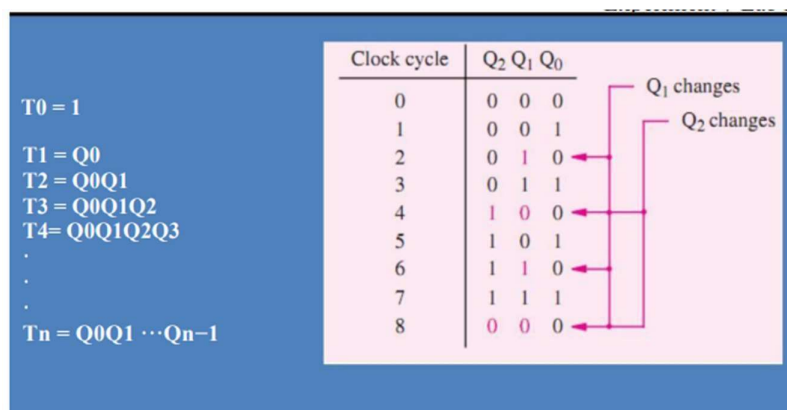 T0 = 1
T1 = Q0
T2 = Q0Q1
T3 = Q0Q1Q2
T4= Q0Q1Q2Q3
.
.
.
Tn = Q0Q1 ⋯Qn−1
Clock cycle Q₂ Q₁ Q₀
0 0 0 0
1 0 0 1
2 0 1 0
3 0 1 1
4 1 0 0
5 1 0 1
6 1 1 0
7 1 1 1
8 0 0 0
Q₁ changes
Q₂ changes